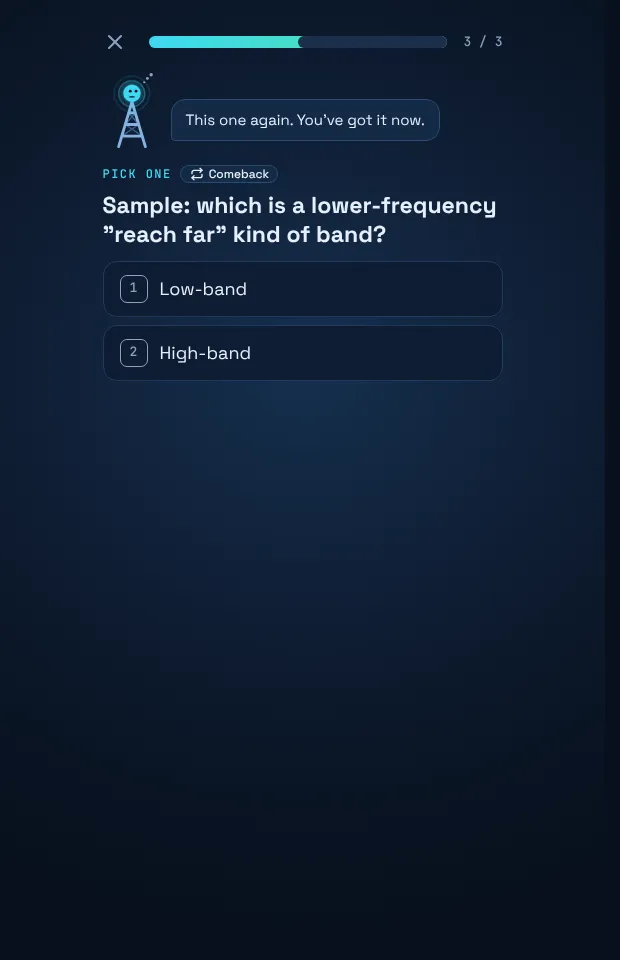 3 / 3
This one again. You’ve got it now.
PICK ONE
Comeback
Sample: which is a lower-frequency
”reach far” kind of band?
1 Low-band
2 High-band